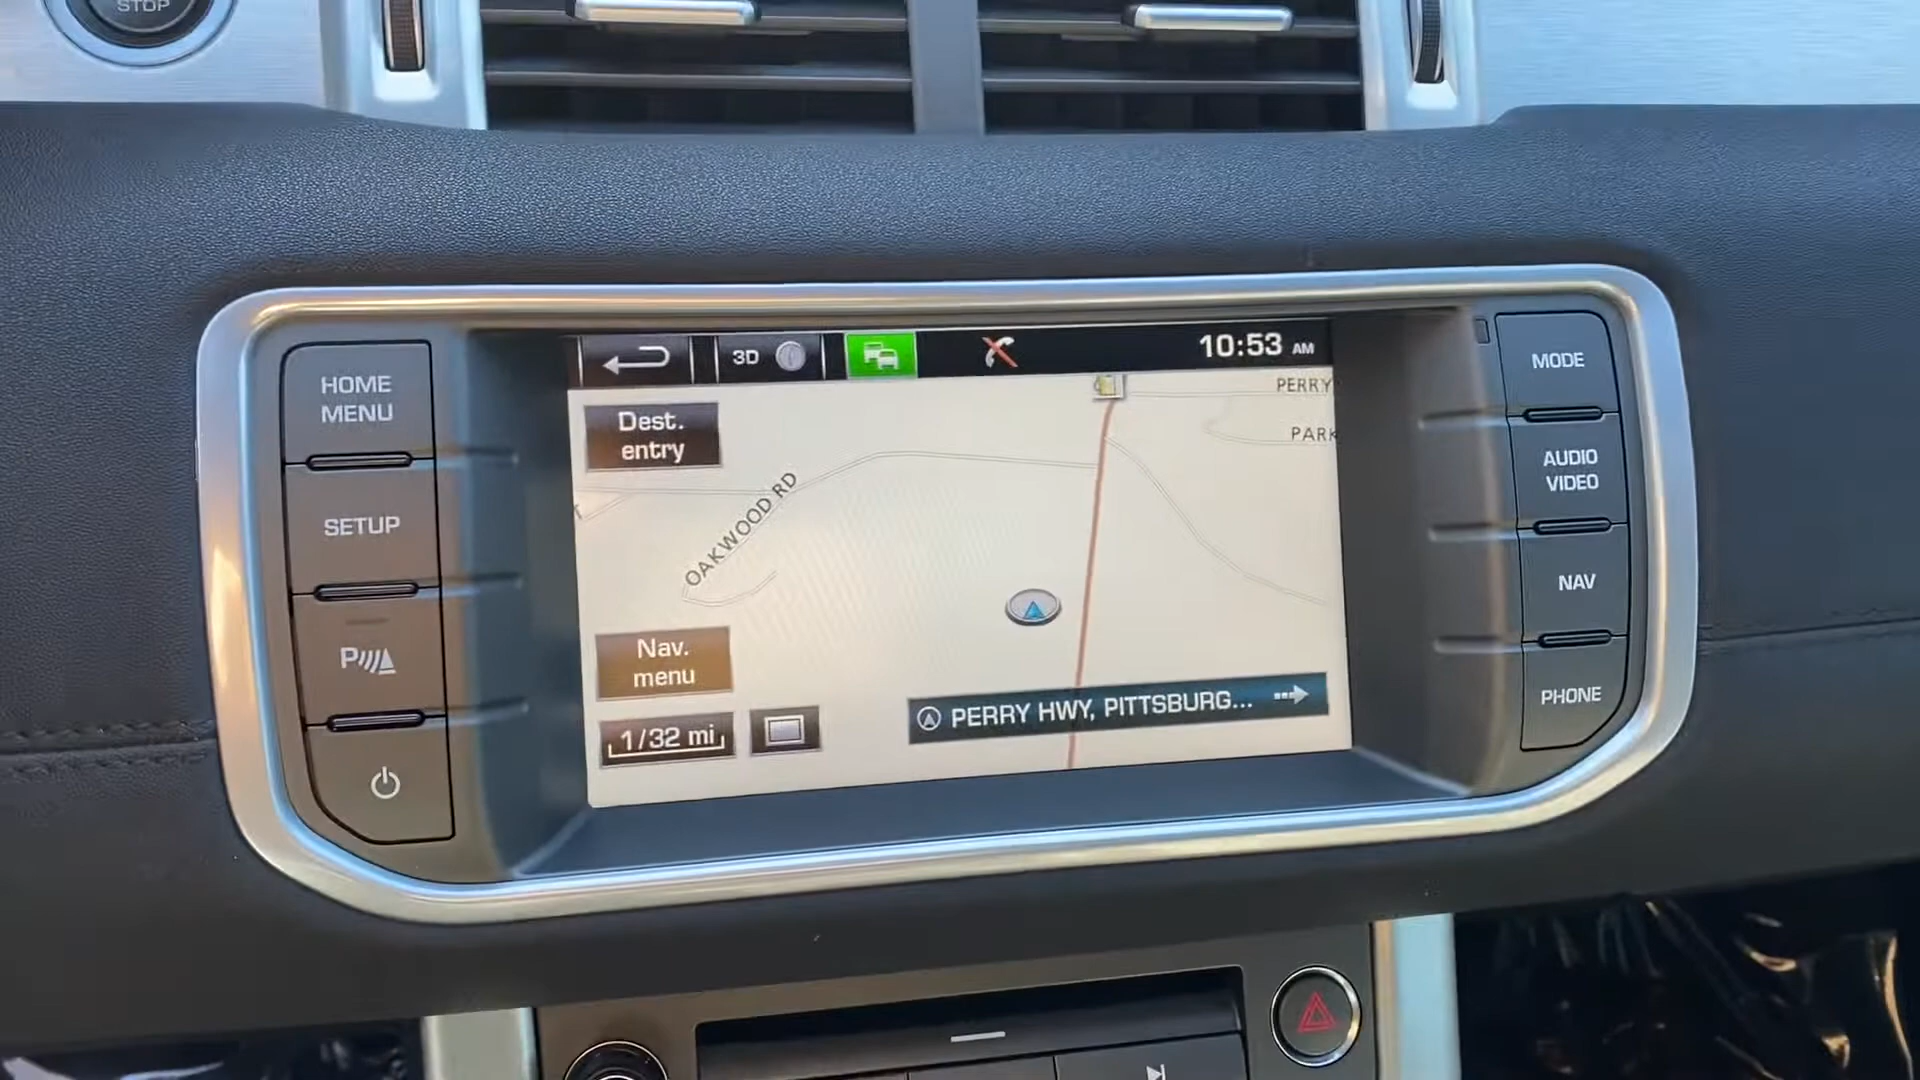 STOP
HOME
MENU
SETUP
P
3D
10:53 AM
Dest.
entry
PERRY
PARK
OAKWOOD RD
Nav.
menu
1/32 mi
PERRY HWY, PITTSBURG...
MODE
AUDIO
VIDEO
NAV
PHONE